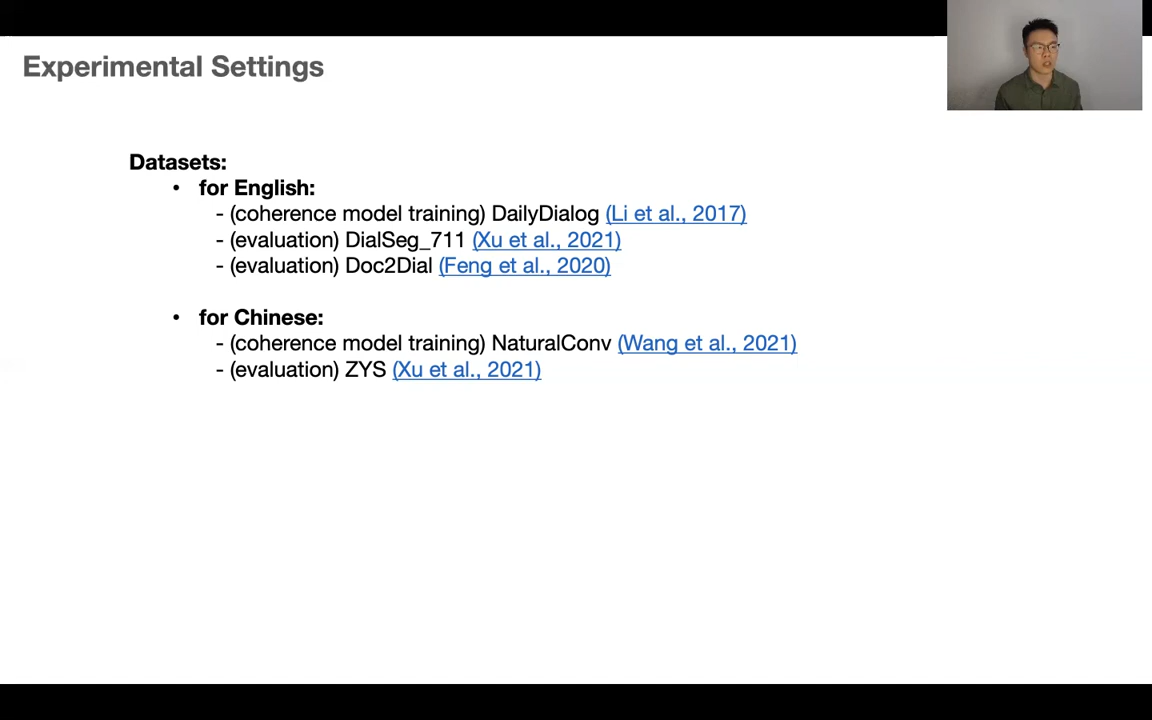 Experimental Settings
Datasets:
• for English:
- (coherence model training) DailyDialog (Li et al., 2017)
- (evaluation) DialSeg_711 (Xu et al., 2021)
- (evaluation) Doc2Dial (Feng et al., 2020)
• for Chinese:
- (coherence model training) NaturalConv (Wang et al., 2021)
- (evaluation) ZYS (Xu et al., 2021)